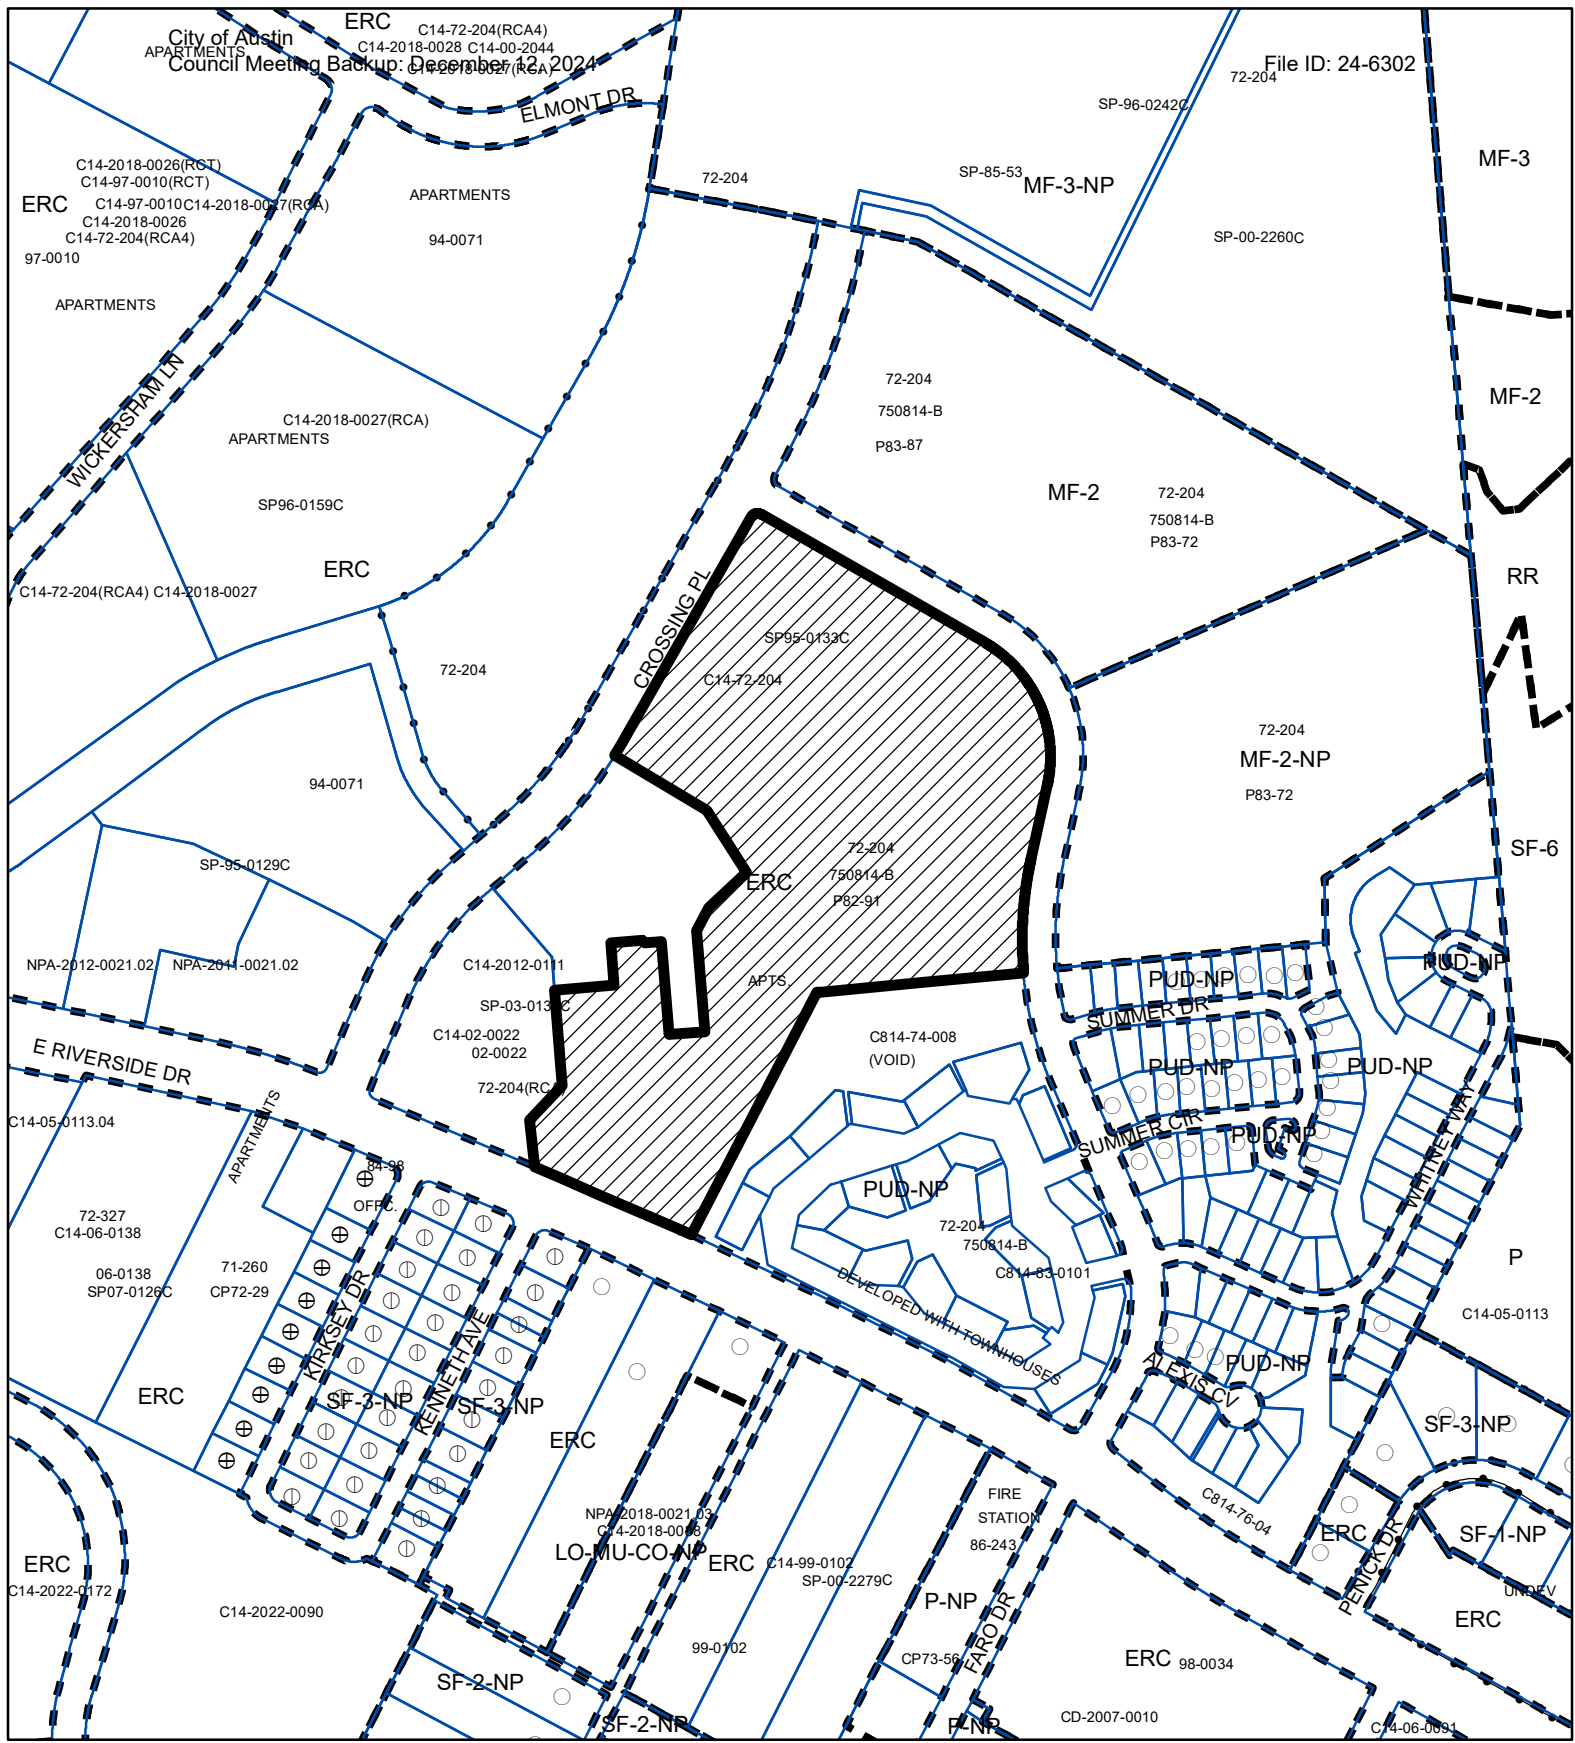 City of Austin
Council Meeting Backup: December 12, 2024
File ID: 24-6302
ERC
C14-72-204(RCA4)
C14-2018-0028
C14-00-2044
C14-2018-0027(RCA)
APARTMENTS
ELMONT DR
72-204
SP-96-0242C
MF-3
C14-2018-0026(RCT)
C14-97-0010(RCT)
ERC
C14-97-0010
C14-2018-0027(RCA)
C14-2018-0026
C14-72-204(RCA4)
97-0010
APARTMENTS
APARTMENTS
94-0071
72-204
SP-85-53
MF-3-NP
SP-00-2260C
WICKERSHAM LN
C14-2018-0027(RCA)
APARTMENTS
SP96-0159C
ERC
C14-72-204(RCA4)
C14-2018-0027
72-204
750814-B
P83-87
MF-2
72-204
750814-B
P83-72
MF-2
RR
CROSSING PL
SP95-0133C
C14-72-204
72-204
72-204
MF-2-NP
P83-72
94-0071
SF-6
SP-95-0129C
72-204
750814-B
ERC
P82-91
NPA-2012-0021.02
NPA-2011-0021.02
C14-2012-0111
APTS.
PUD-NP
PUD-NP
C14-02-0022
02-0022
SUMMER DR
C814-74-008
(VOID)
E RIVERSIDE DR
72-204(RCA)
PUD-NP
PUD-NP
C14-05-0113.04
APARTMENTS
SUMMER CIR
PUD-NP
WHITNEY WAY
84-98
OFFC.
PUD-NP
72-327
C14-06-0138
72-204
750814-B
C814-83-0101
P
06-0138
SP07-0126C
71-260
CP72-29
DEVELOPED WITH TOWNHOUSES
C14-05-0113
KIRKSEY DR
KENNETH AVE
ALEXIS CV
PUD-NP
ERC
SF-3-NP
SF-3-NP
ERC
SF-3-NP
NPA-2018-0021.03
LO-MU-CO-NP
ERC
C14-99-0102
SP-00-2279C
FIRE
STATION
86-243
C814-76-04
ERC
PENICK DR
SF-1-NP
UNDEV
ERC
ERC
C14-2022-0172
C14-2022-0090
99-0102
P-NP
FARO DR
CP73-56
ERC
98-0034
SF-2-NP
SF-2-NP
P-NP
CD-2007-0010
C14-06-0091